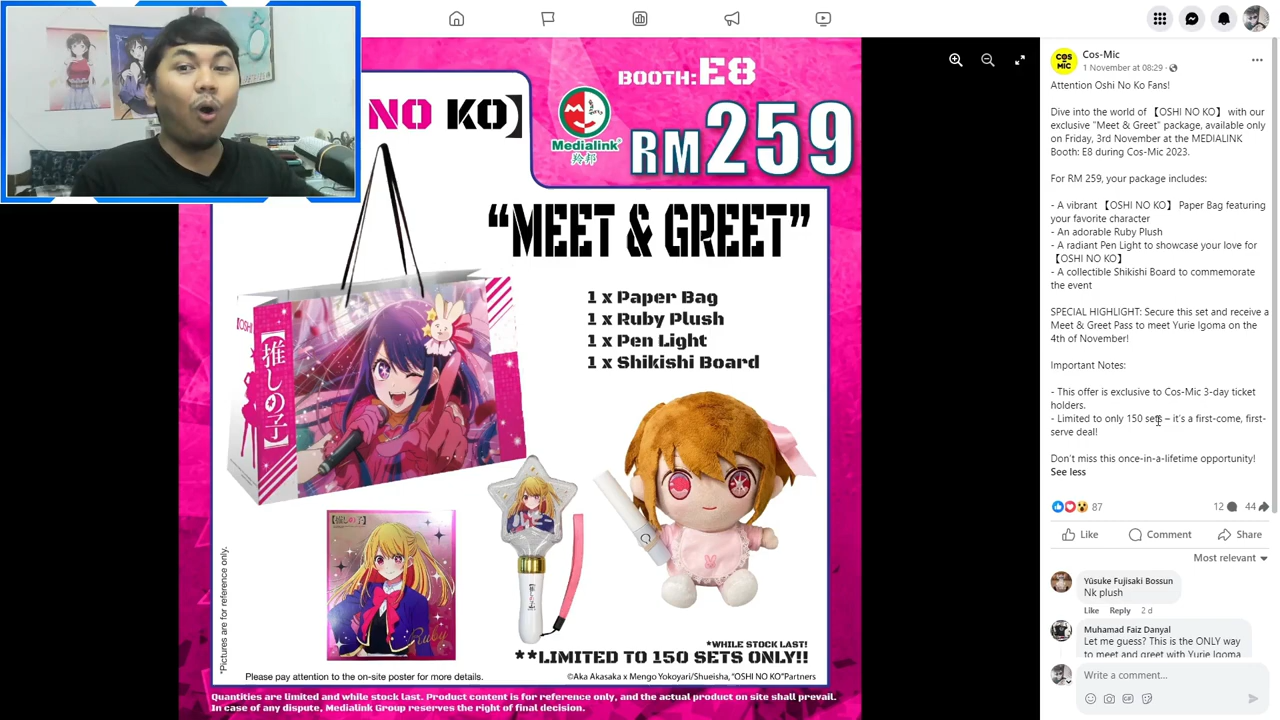 BOOTH:E8
NO KO】
Medialink®
羚邦
RM259
"MEET & GREET"
1 x Paper Bag
1 x Ruby Plush
1 x Pen Light
1 x Shikishi Board
推しの子
【推しの子】
Ruby
*Pictures are for reference only.
*WHILE STOCK LAST!
**LIMITED TO 150 SETS ONLY!!
Please pay attention to the on-site poster for more details.
©Aka Akasaka x Mengo Yokoyari/Shueisha, "OSHI NO KO"Partners
Quantities are limited and while stock last. Product content is for reference only, and the actual product on site shall prevail.
In case of any dispute, Medialink Group reserves the right of final decision.
COS
MIC
Cos-Mic
1 November at 08:29 ·
Attention Oshi No Ko Fans!
Dive into the world of 【OSHI NO KO】 with our
exclusive "Meet & Greet" package, available only
on Friday, 3rd November at the MEDIALINK
Booth: E8 during Cos-Mic 2023.
For RM 259, your package includes:
- A vibrant 【OSHI NO KO】 Paper Bag featuring
your favorite character
- An adorable Ruby Plush
- A radiant Pen Light to showcase your love for
【OSHI NO KO】
- A collectible Shikishi Board to commemorate
the event
SPECIAL HIGHLIGHT: Secure this set and receive a
Meet & Greet Pass to meet Yurie Igoma on the
4th of November!
Important Notes:
- This offer is exclusive to Cos-Mic 3-day ticket
holders.
- Limited to only 150 sets – it's a first-come, first-
serve deal!
Don't miss this once-in-a-lifetime opportunity!
See less
87
12
44
Like
Comment
Share
Most relevant
Yūsuke Fujisaki Bossun
Nk plush
Like Reply 2 d
Muhamad Faiz Danyal
Let me guess? This is the ONLY way
to meet and greet with Yurie Igoma
Write a comment...